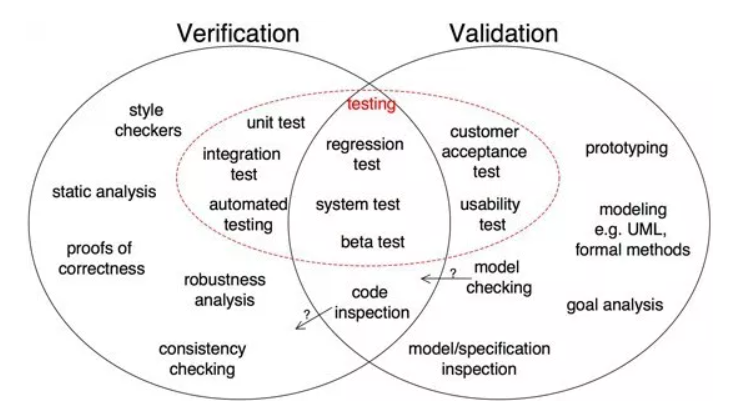 Verification
Validation
testing
style
checkers
unit test
integration
test
automated
testing
static analysis
proofs of
correctness
robustness
analysis
consistency
checking
regression
test
system test
beta test
code
inspection
?
customer
acceptance
test
usability
test
?
model
checking
model/specification
inspection
prototyping
modeling
e.g. UML,
formal methods
goal analysis